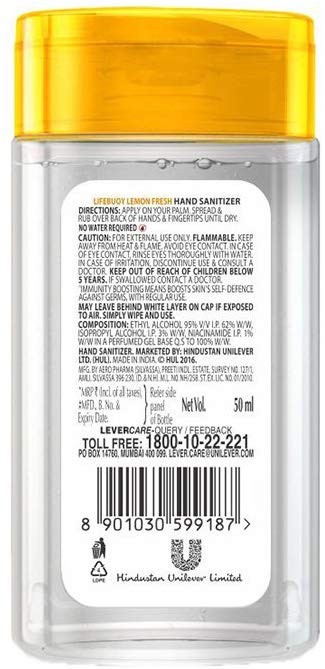 LIFEBUOY LEMON FRESH HAND SANITIZER
DIRECTIONS: APPLY ON YOUR PALM. SPREAD &
RUB OVER BACK OF HANDS & FINGERTIPS UNTIL DRY.
NO WATER REQUIRED
CAUTION: FOR EXTERNAL USE ONLY. FLAMMABLE. KEEP
AWAY FROM HEAT & FLAME, AVOID EYE CONTACT. IN CASE
OF EYE CONTACT, RINSE EYES THOROUGHLY WITH WATER.
IN CASE OF IRRITATION, DISCONTINUE USE & CONSULT A
DOCTOR. KEEP OUT OF REACH OF CHILDREN BELOW
5 YEARS. IF SWALLOWED CONTACT A DOCTOR.
*IMMUNITY BOOSTING MEANS BOOSTS SKIN'S SELF-DEFENCE
AGAINST GERMS, WITH REGULAR USE.
MAY LEAVE BEHIND WHITE LAYER ON CAP IF EXPOSED
TO AIR. SIMPLY WIPE AND USE.
COMPOSITION: ETHYL ALCOHOL 95% V/V I.P. 62% W/W,
ISOPROPYL ALCOHOL I.P. 3% W/W, NIACINAMIDE I.P. 1%
W/W IN A PERFUMED GEL BASE Q.S TO 100% W/W.
HAND SANITIZER. MARKETED BY: HINDUSTAN UNILEVER
LTD. (HUL). MADE IN INDIA. © HUL 2016.
MFG. BY AERO PHARMA (SILVASSA), PREETI INDL. ESTATE, SURVEY NO. 127/1,
AMLI, SILVASSA 396 230, (D. & N.H). M.L. NO. NH/258. ST. EX. LIC. NO. 01/2010.
*MRP ₹ (Incl. of all taxes), Refer side
‡MFD., B. No. & panel Net Vol. 50 ml
Expiry Date. of Bottle
LEVERCARE-QUERY / FEEDBACK
TOLL FREE: 1800-10-22-221
PO BOX 14760, MUMBAI 400 099. LEVER.CARE@UNILEVER.COM
8 901030 599187 >
4
LDPE
Hindustan Unilever Limited